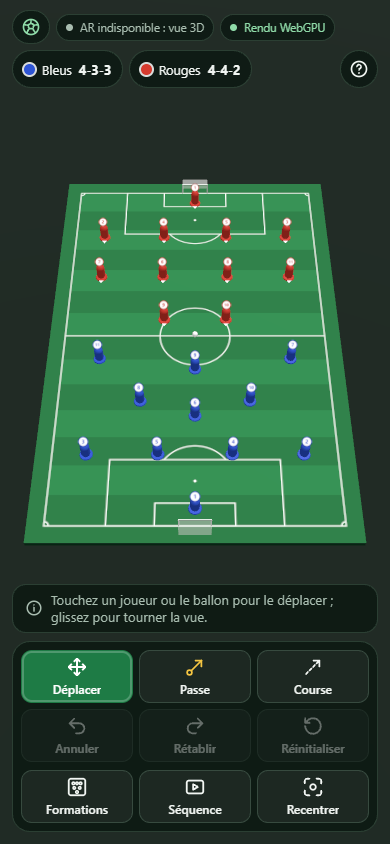 AR indisponible : vue 3D
Rendu WebGPU
Bleus 4-3-3
Rouges 4-4-2
Touchez un joueur ou le ballon pour le déplacer ;
glissez pour tourner la vue.
Déplacer
Passe
Course
Annuler
Rétablir
Réinitialiser
Formations
Séquence
Recentrer